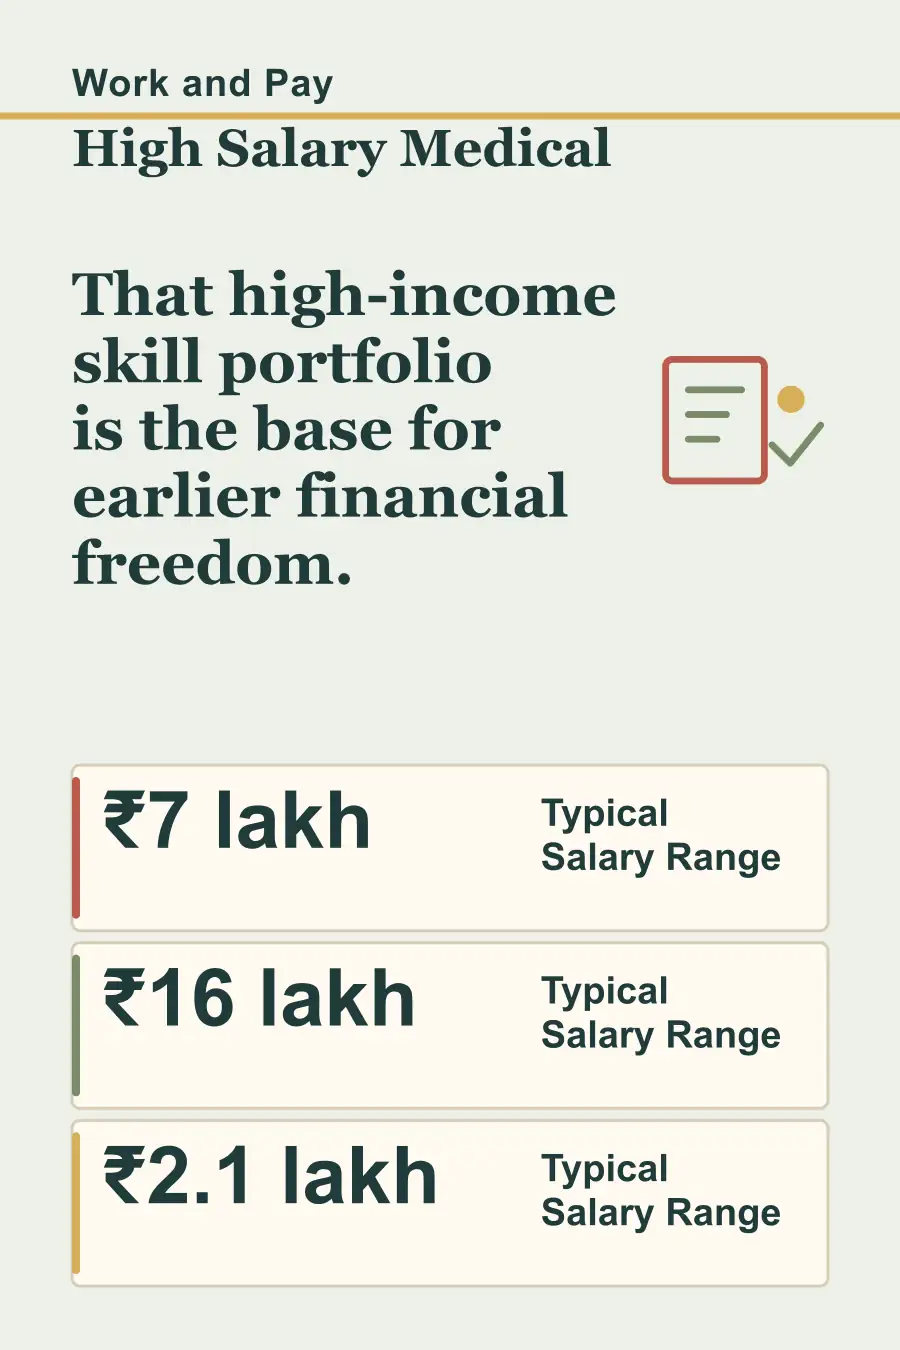 Work and Pay
High Salary Medical
That high-income
skill portfolio
is the base for
earlier financial
freedom.
₹7 lakh
Typical
Salary Range
₹16 lakh
Typical
Salary Range
₹2.1 lakh
Typical
Salary Range